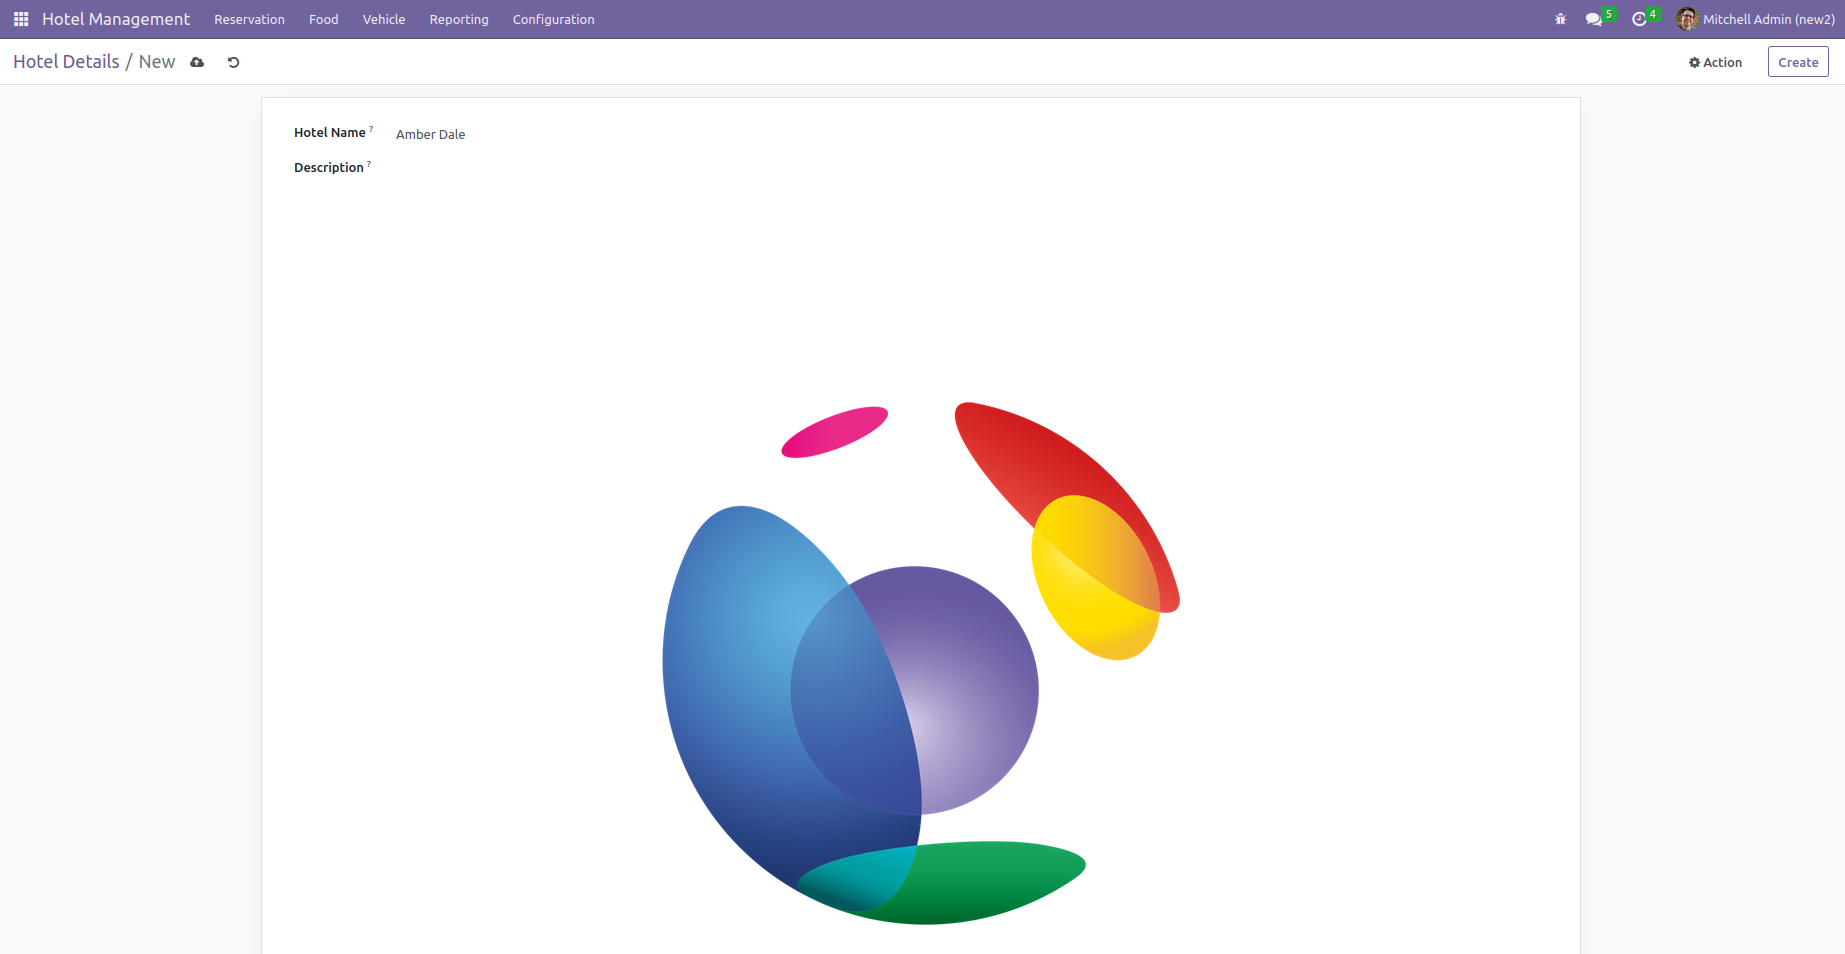 Hotel Management Reservation Food Vehicle Reporting Configuration 5 4 Mitchell Admin (new2)
Hotel Details / New Action Create
Hotel Name ? Amber Dale
Description ?